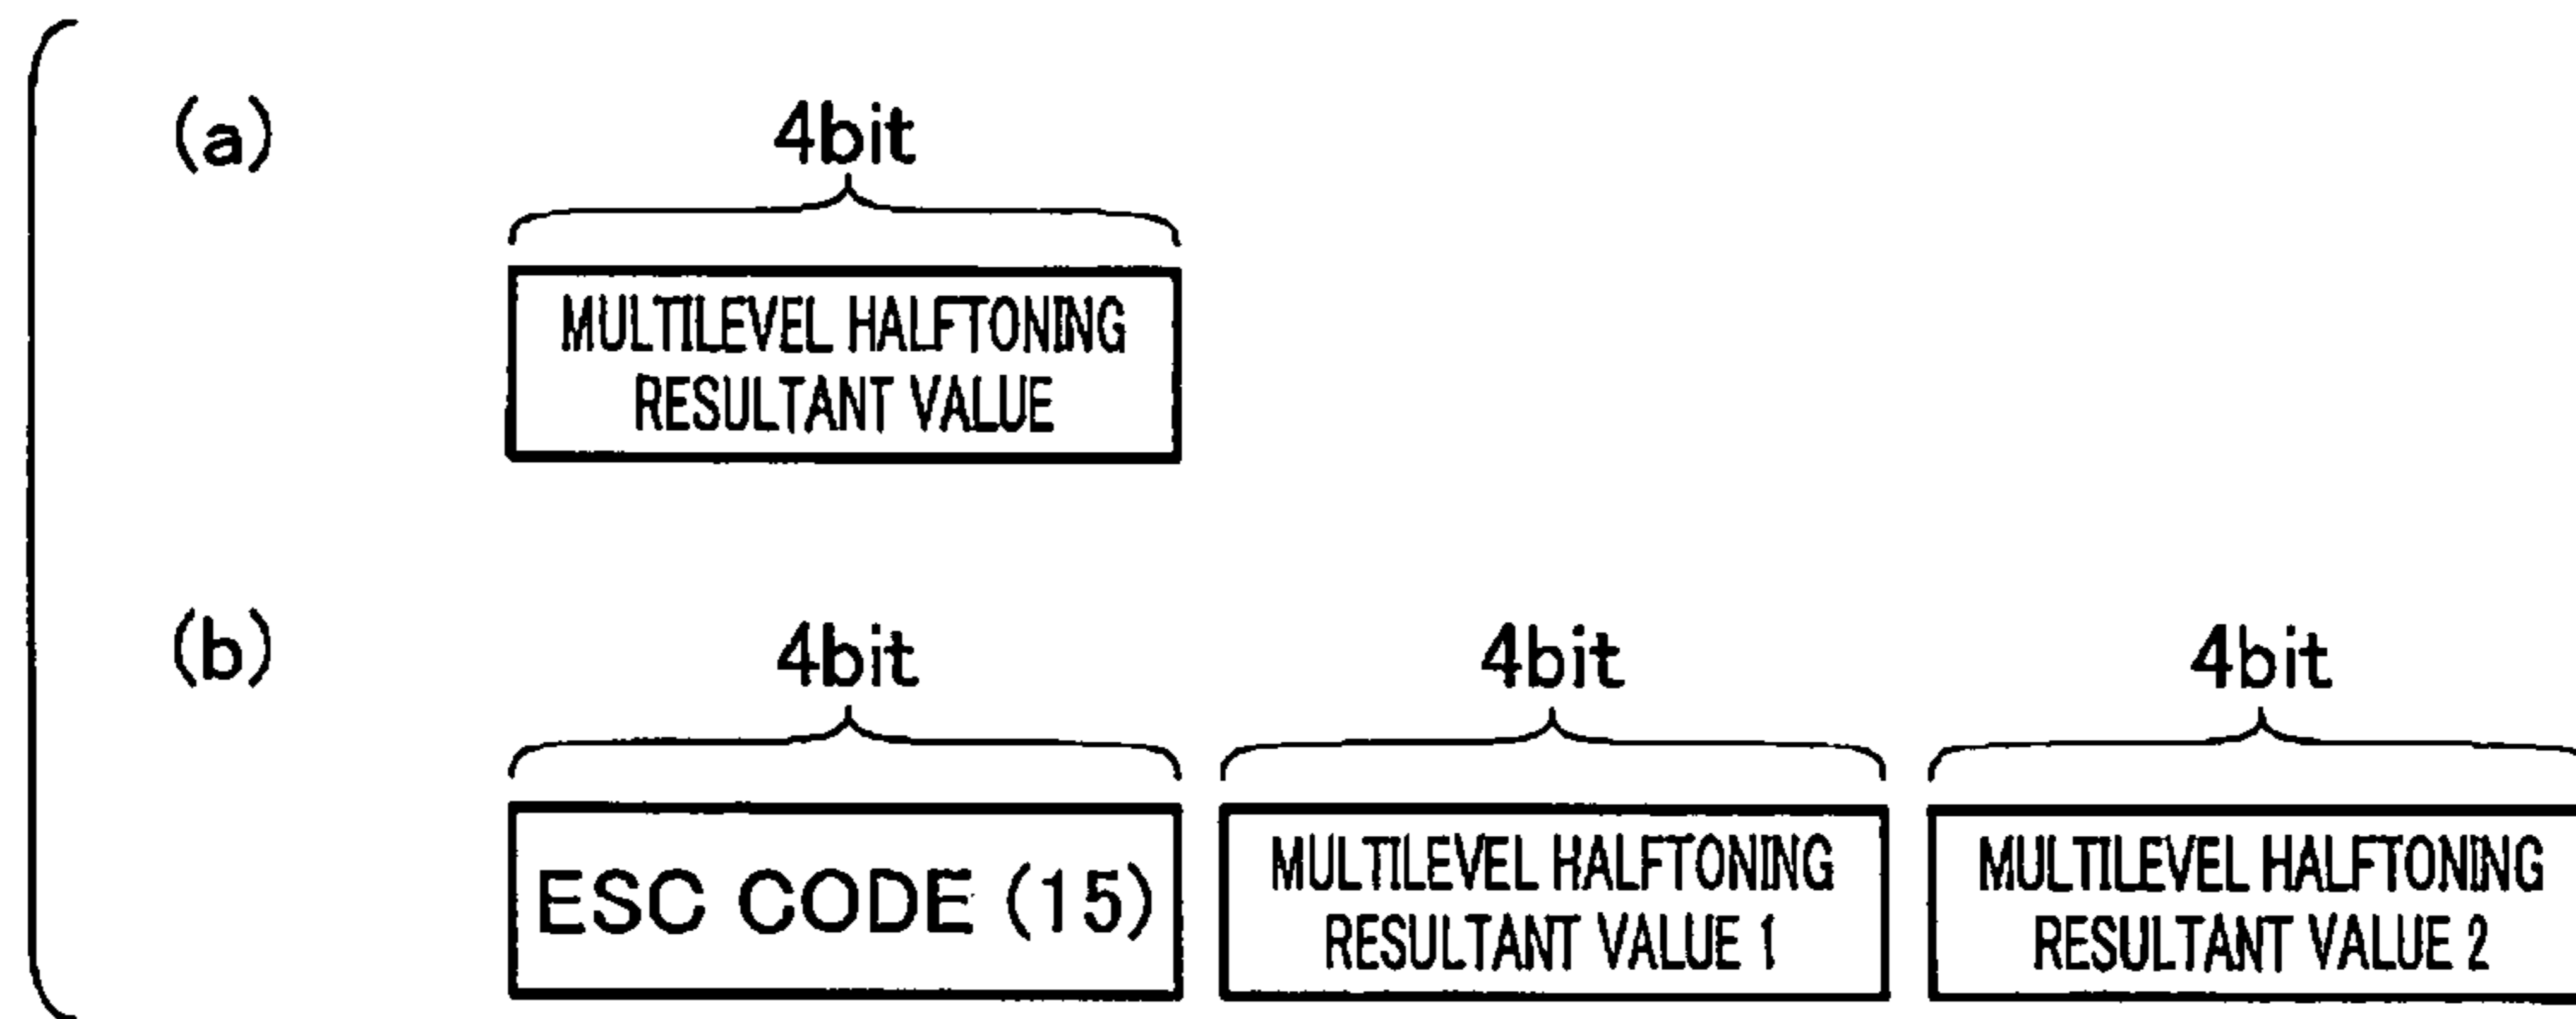 (a)
4bit
MULTILEVEL HALFTONING
RESULTANT VALUE
(b)
4bit 4bit 4bit
ESC CODE (15)
MULTILEVEL HALFTONING
RESULTANT VALUE 1
MULTILEVEL HALFTONING
RESULTANT VALUE 2